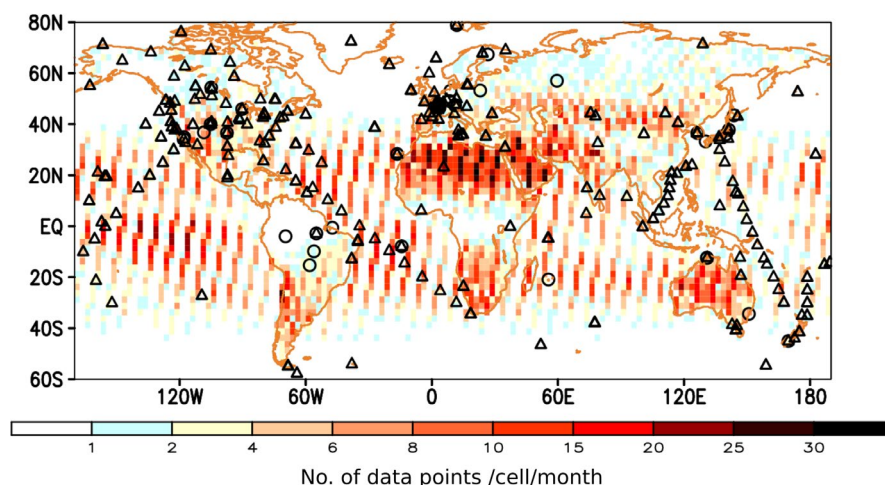 80N
60N
40N
20N
EQ
20S
40S
60S
120W 60W 0 60E 120E 180
1 2 4 6 8 10 15 20 25 30
No. of data points /cell/month